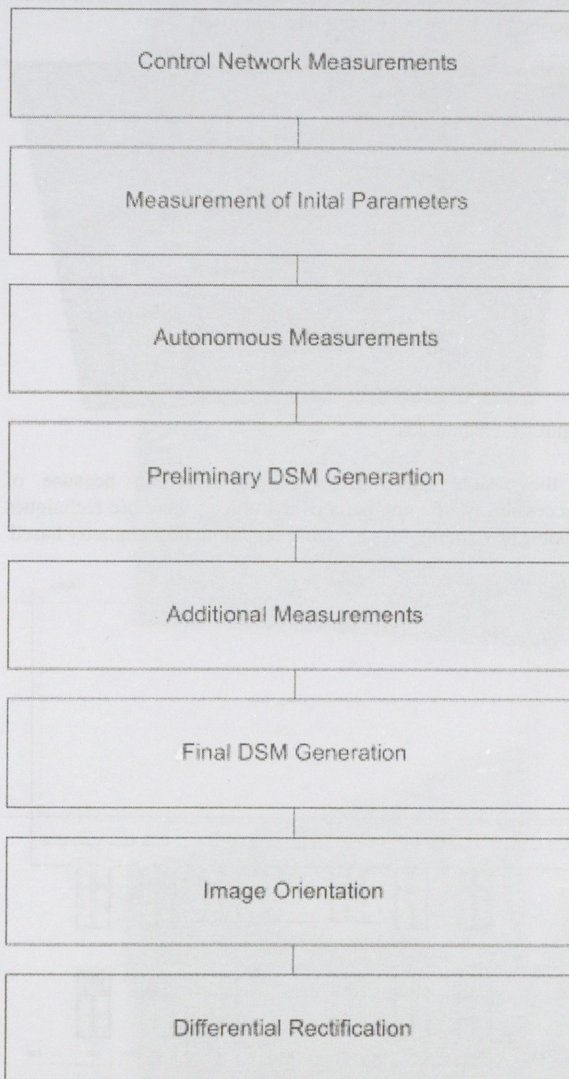 Control Network Measurements
Measurement of Inital Parameters
Autonomous Measurements
Preliminary DSM Generartion
Additional Measurements
Final DSM Generation
Image Orientation
Differential Rectification